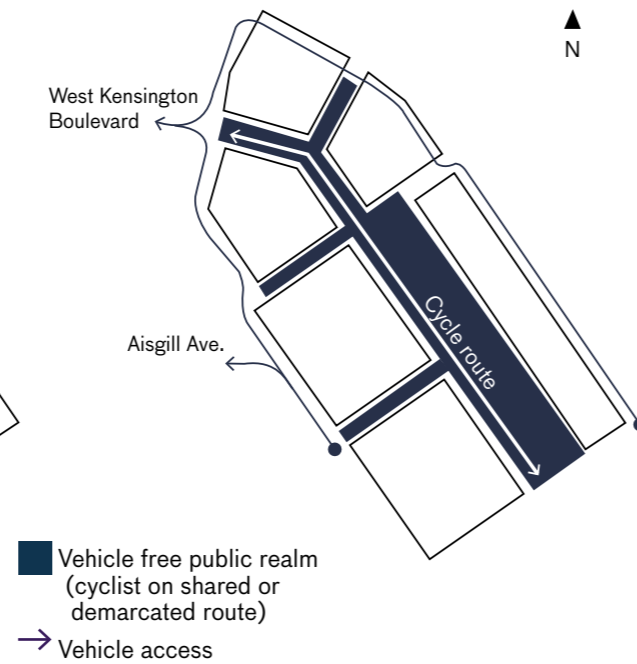 N
West Kensington
Boulevard
Aisgill Ave.
Cycle route
Vehicle free public realm
(cyclist on shared or
demarcated route)
Vehicle access